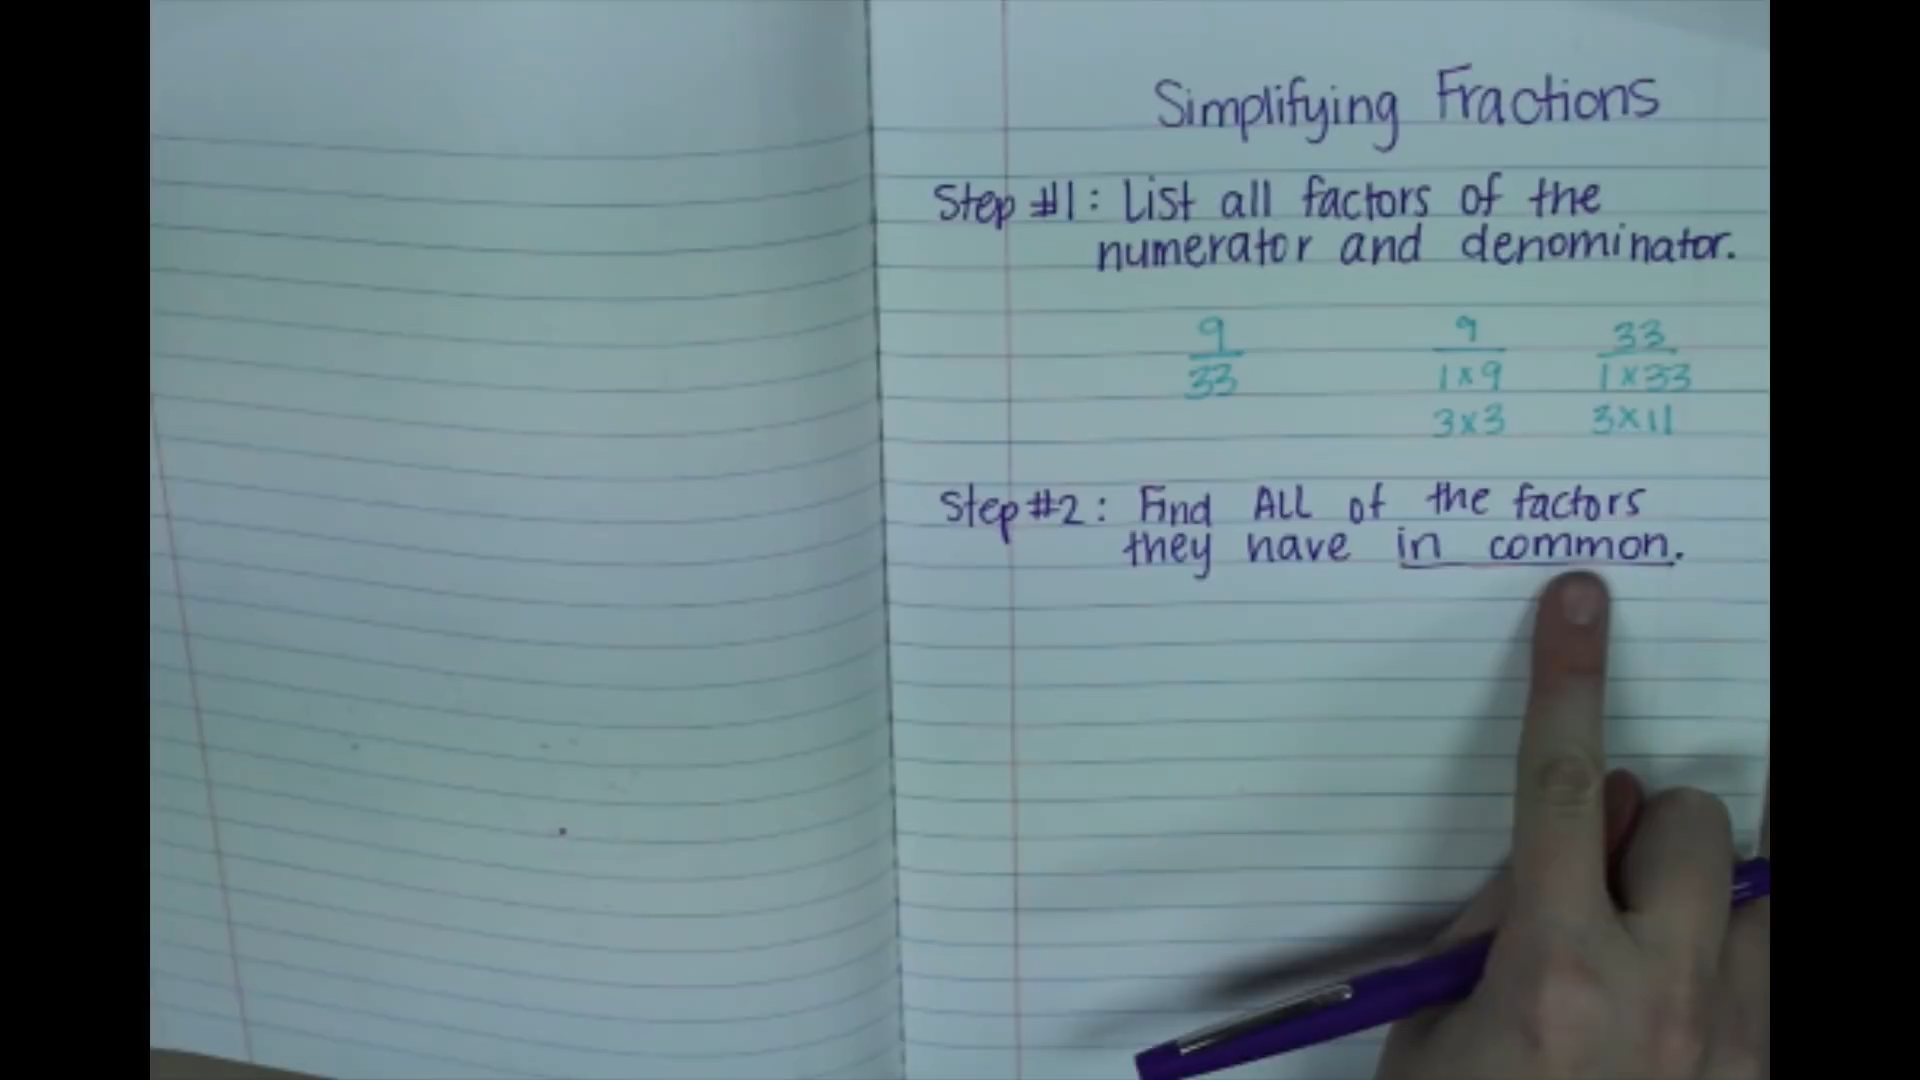 Simplifying Fractions
Step #1: List all factors of the
numerator and denominator.
9 9 33
33 1x9 1x33
3x3 3x11
Step #2: Find ALL of the factors
they have in common.